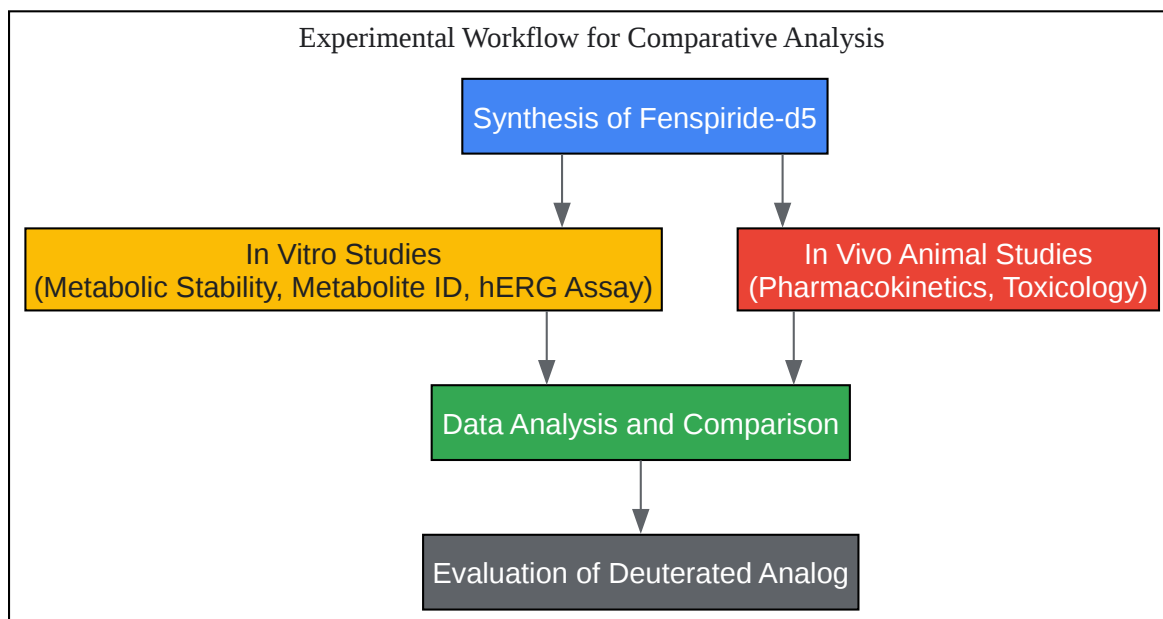 Experimental Workflow for Comparative Analysis
Synthesis of Fenspiride-d5
In Vitro Studies
(Metabolic Stability, Metabolite ID, hERG Assay)
In Vivo Animal Studies
(Pharmacokinetics, Toxicology)
Data Analysis and Comparison
Evaluation of Deuterated Analog